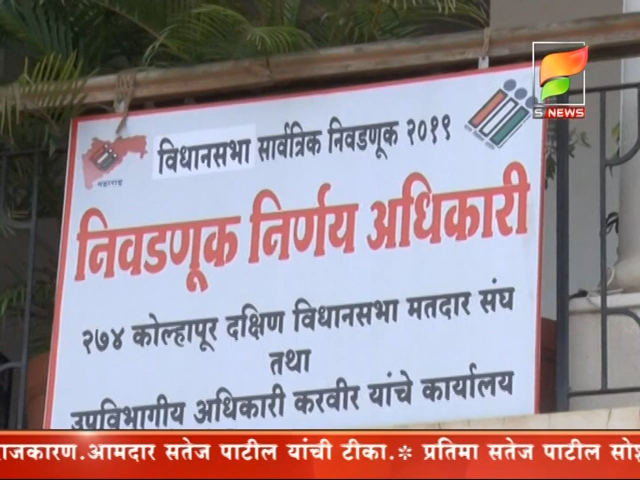 विधानसभा सार्वत्रिक निवडणूक २०१९
महाराष्ट्र
निवडणूक निर्णय अधिकारी
२७४ कोल्हापूर दक्षिण विधानसभा मतदार संघ
तथा
उपविभागीय अधिकारी करवीर यांचे कार्यालय
S NEWS
राजकारण.आमदार सतेज पाटील यांची टीका.❇ प्रतिमा सतेज पाटील सोश